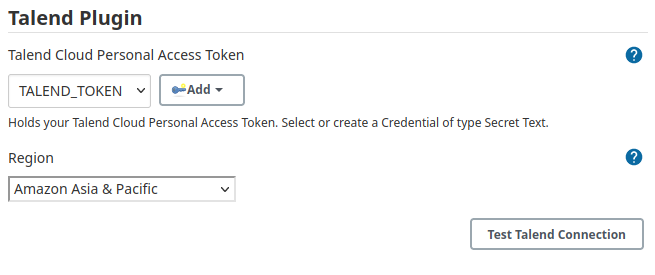 Talend Plugin
Talend Cloud Personal Access Token
?
TALEND_TOKEN
Add
Holds your Talend Cloud Personal Access Token. Select or create a Credential of type Secret Text.
Region
?
Amazon Asia & Pacific
Test Talend Connection